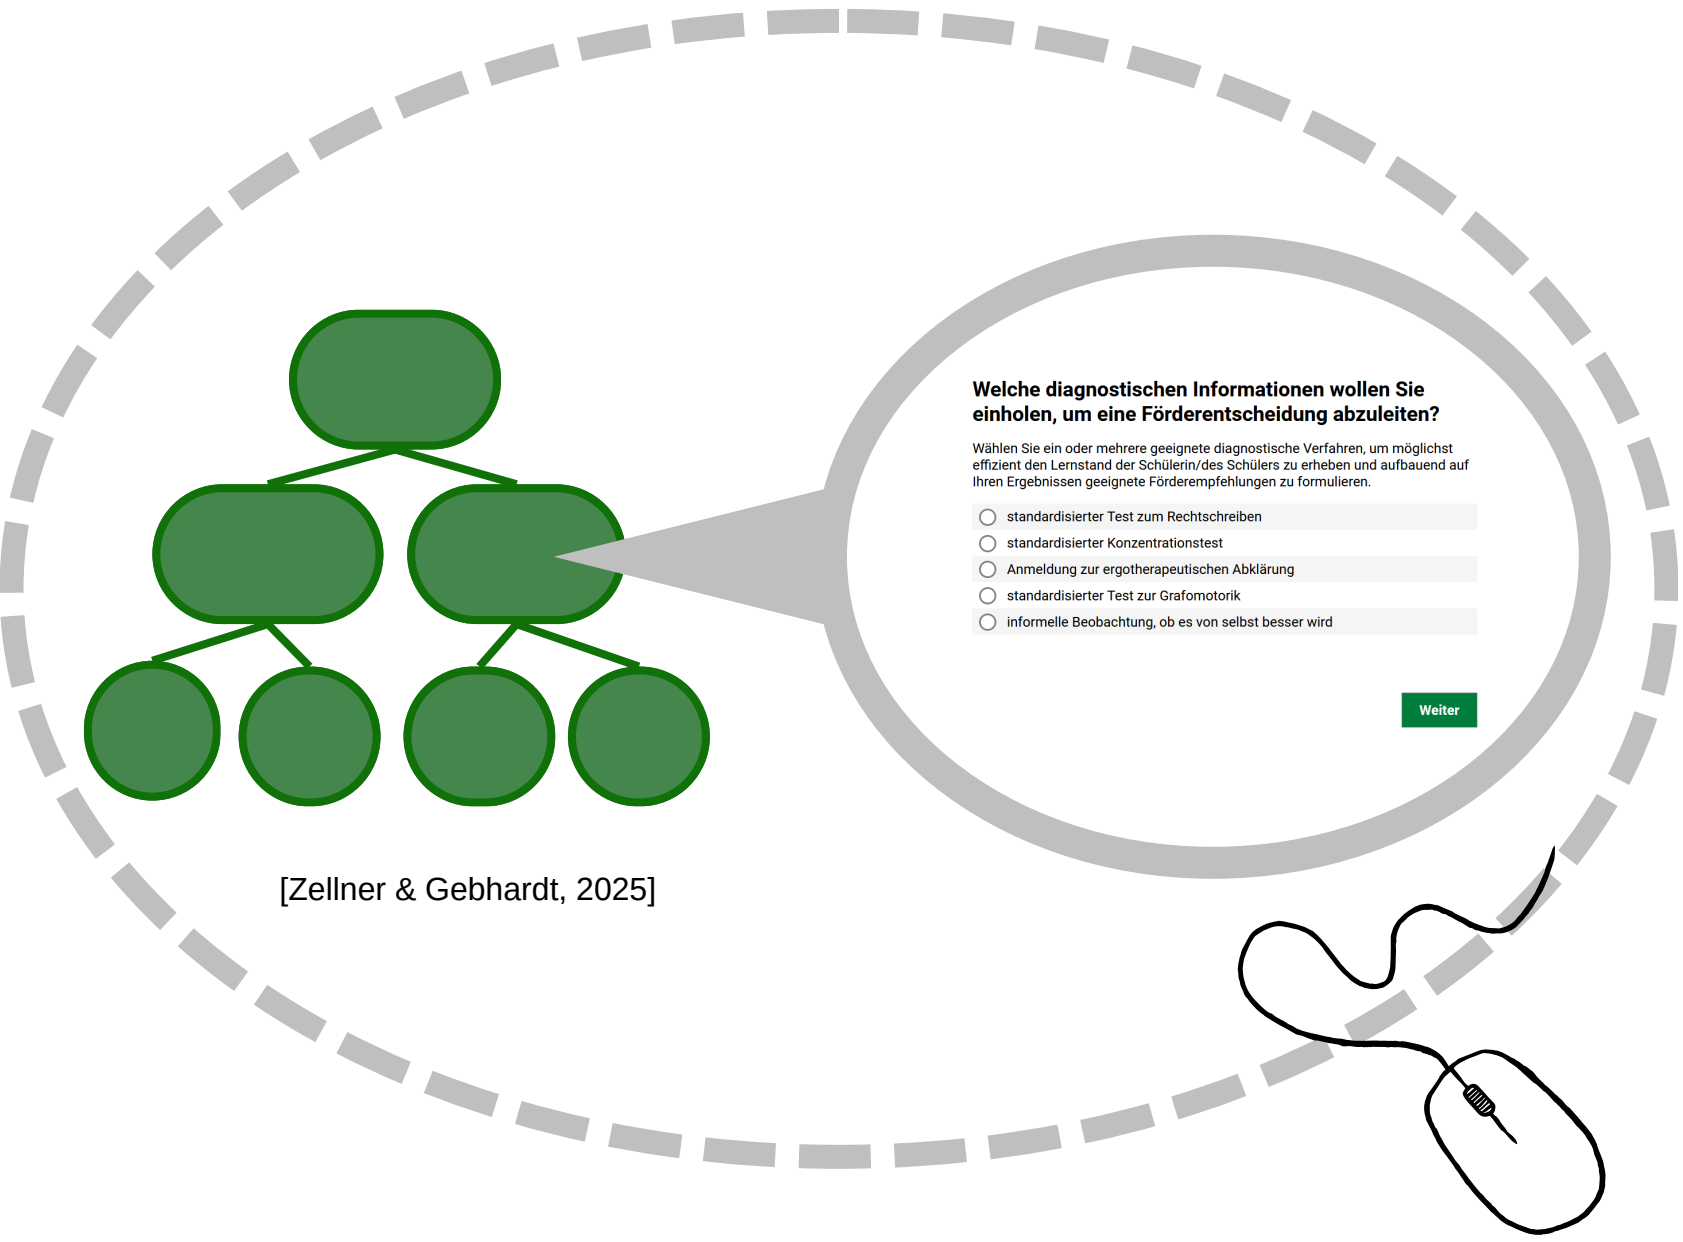 Welche diagnostischen Informationen wollen Sie
einholen, um eine Förderentscheidung abzuleiten?
Wählen Sie ein oder mehrere geeignete diagnostische Verfahren, um möglichst
effizient den Lernstand der Schülerin/des Schülers zu erheben und aufbauend auf
Ihren Ergebnissen geeignete Förderempfehlungen zu formulieren.
standardisierter Test zum Rechtschreiben
standardisierter Konzentrationstest
Anmeldung zur ergotherapeutischen Abklärung
standardisierter Test zur Grafomotorik
informelle Beobachtung, ob es von selbst besser wird
Weiter
[Zellner & Gebhardt, 2025]